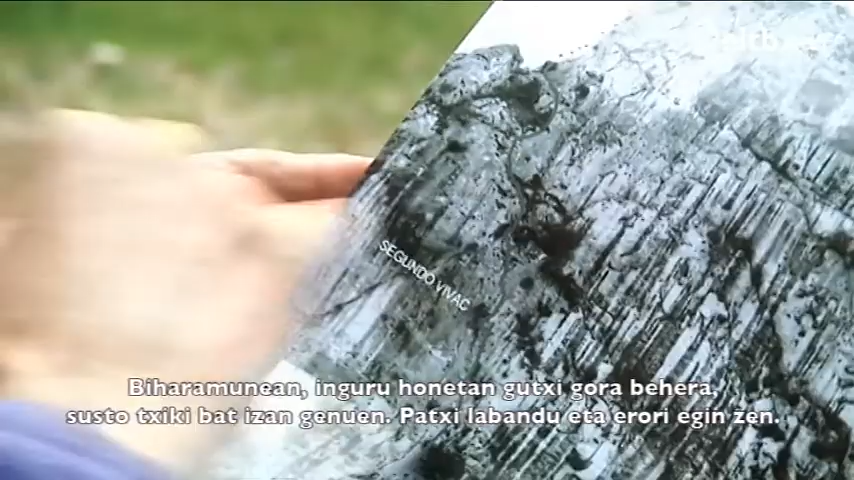 SEGUNDO VIVAC
Biharamunean, inguru honetan gutxi gora behera,
susto txiki bat izan genuen. Patxi labandu eta erori egin zen.